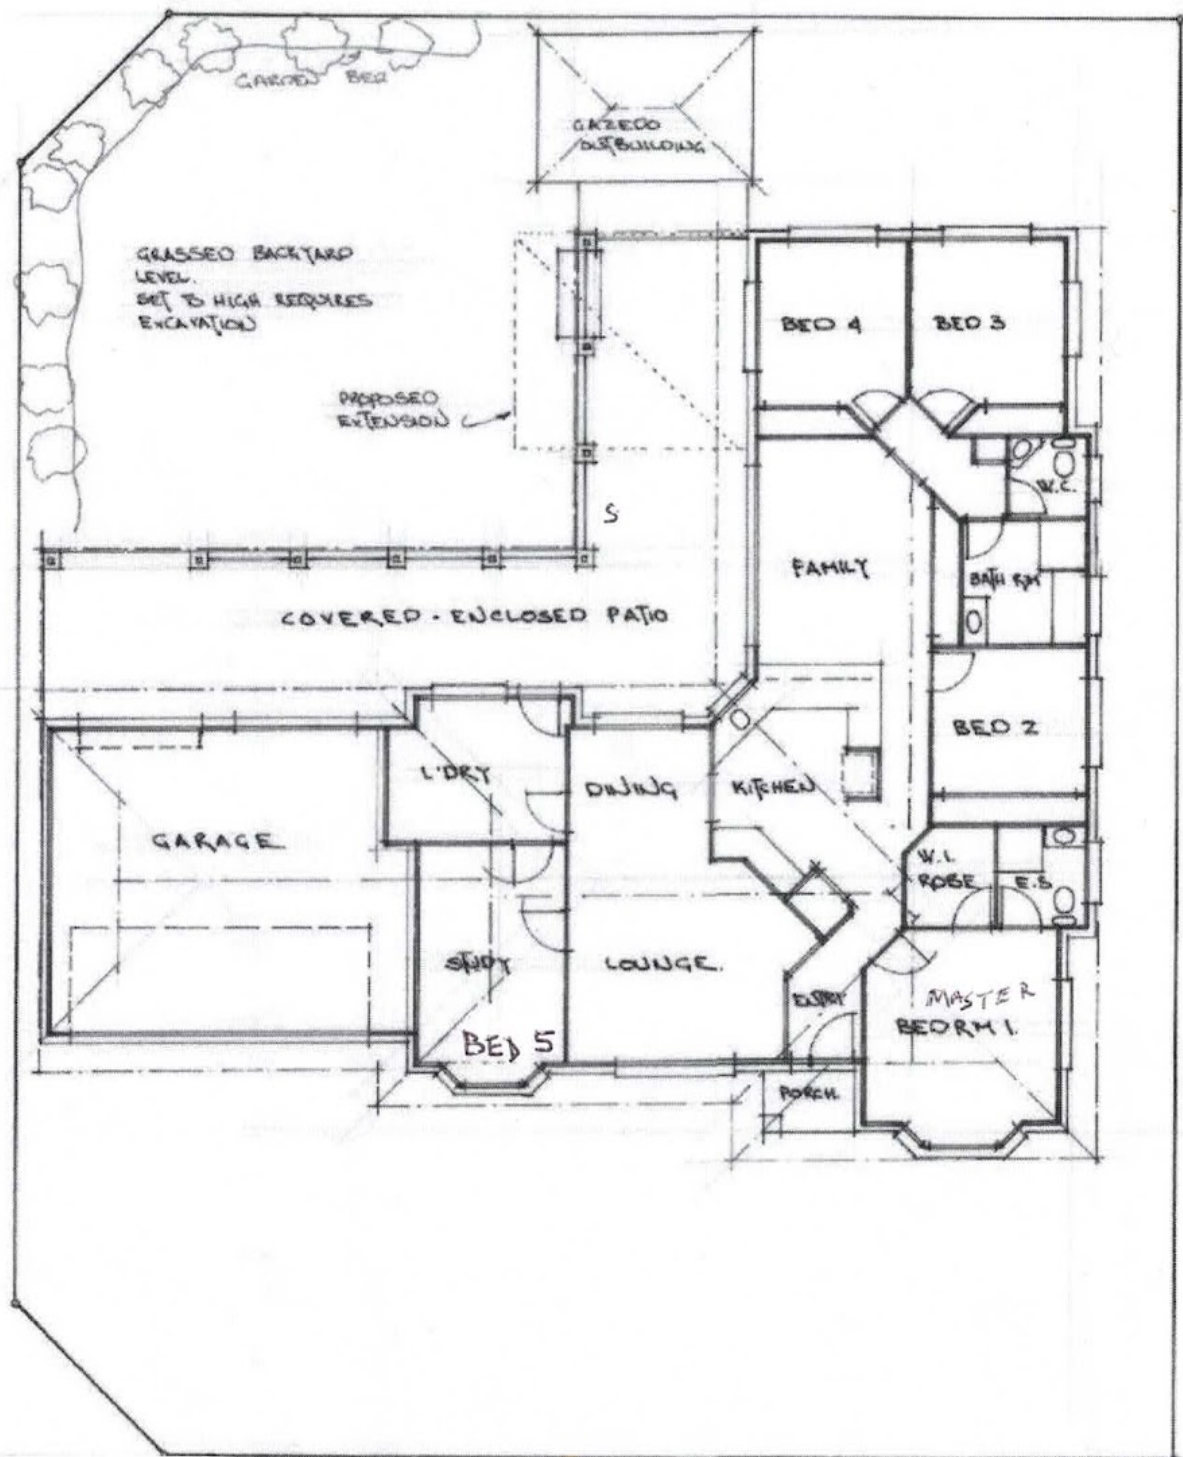 GARDEN BED
GAZEDO
OUTBUILDING
GRASSED BACKYARD
LEVEL.
SET TO HIGH REQUIRES
EXCAVATION
BED 4
BED 3
PROPOSED
EXTENSION
W.C.
S
FAMILY
BATH RM
COVERED - ENCLOSED PATIO
BED 2
L'DRY
DINING
KITCHEN
GARAGE
W.I.
ROBE
E.S
STUDY
LOUNGE.
ENTRY
MASTER
BEDRM 1.
BED 5
PORCH